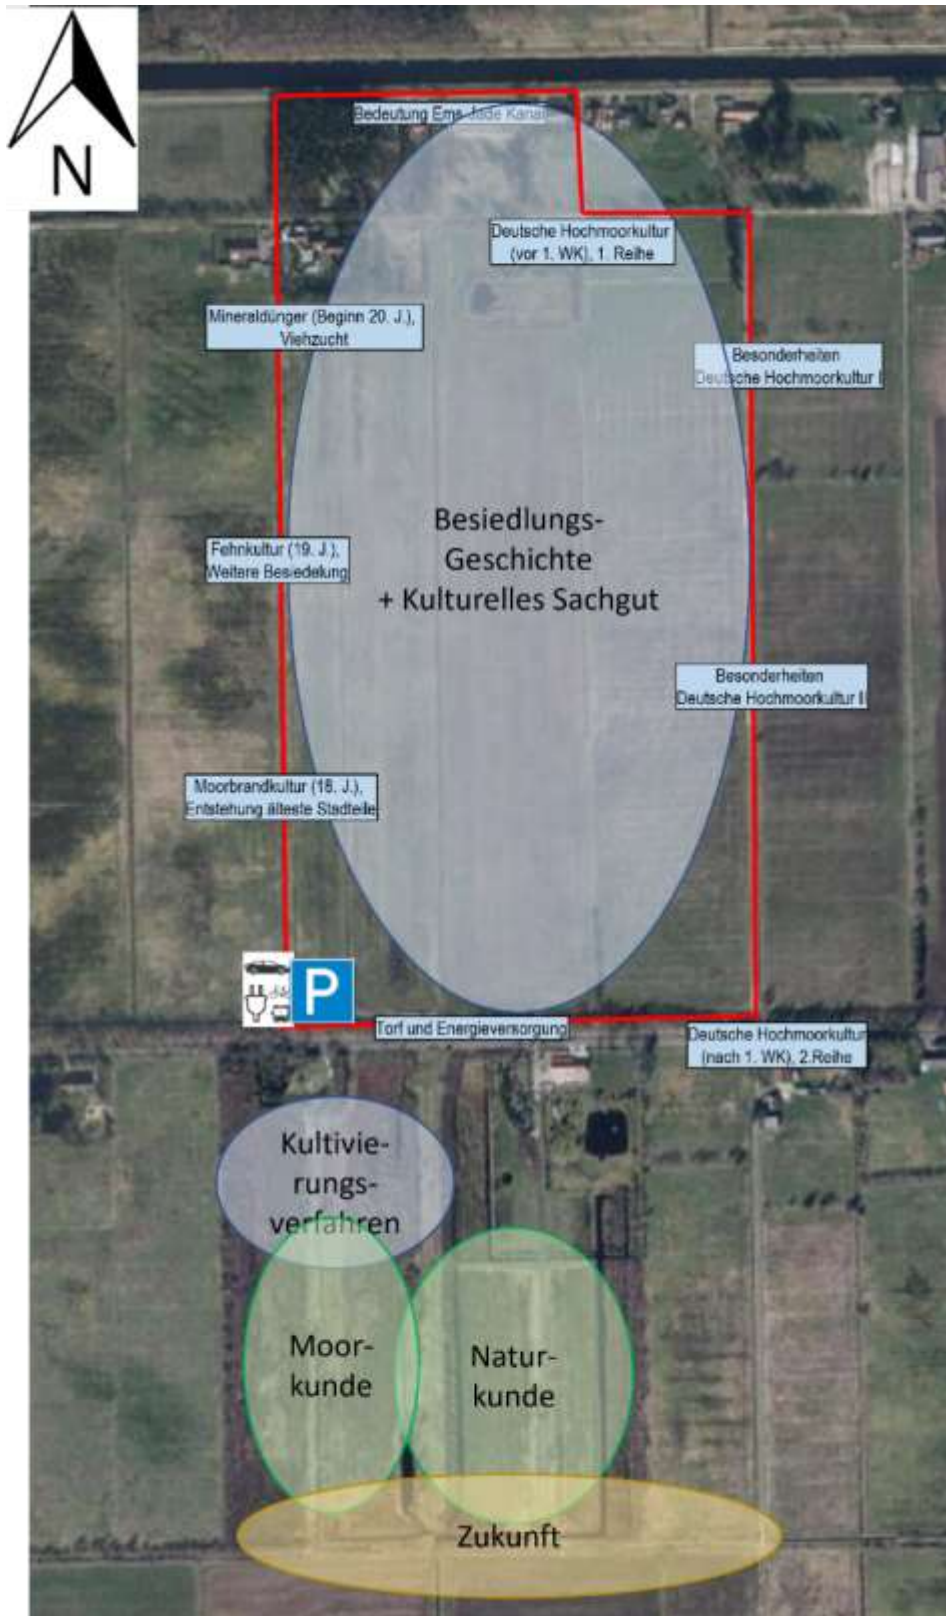 N
Bedeutung Ems-Jade Kanal
Deutsche Hochmoorkultur
(vor 1. WK), 1. Reihe
Mineraldünger (Beginn 20. J.),
Viehzucht
Besonderheiten
Deutsche Hochmoorkultur I
Besiedlungs-
Geschichte
+ Kulturelles Sachgut
Fehnkultur (19. J.),
Weitere Besiedelung
Besonderheiten
Deutsche Hochmoorkultur II
Moorbrandkultur (18. J.),
Entstehung älteste Stadteile
P
Torf und Energieversorgung
Deutsche Hochmoorkultur
(nach 1. WK), 2.Reihe
Kultivie-
rungs-
verfahren
Moor-
kunde
Natur-
kunde
Zukunft